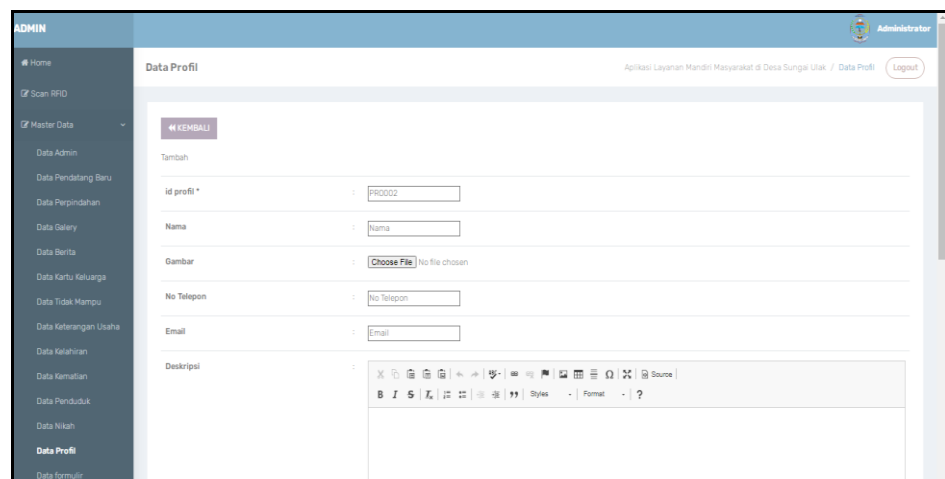 ADMIN
Administrator
Home
Scan RFID
Master Data
Data Admin
Data Pendatang Baru
Data Perpindahan
Data Galery
Data Berita
Data Kartu Keluarga
Data Tidak Mampu
Data Keterangan Usaha
Data Kelahiran
Data Kematian
Data Penduduk
Data Nikah
Data Profil
Data formulir
Data Profil
Aplikasi Layanan Mandiri Masyarakat di Desa Sungai Ulak / Data Profil
Logout
KEMBALI
Tambah
id profil * : PRO002
Nama : Nama
Gambar : Choose File No file chosen
No Telepon : No Telepon
Email : Email
Deskripsi :
Source
B I S Tx Styles Format ?